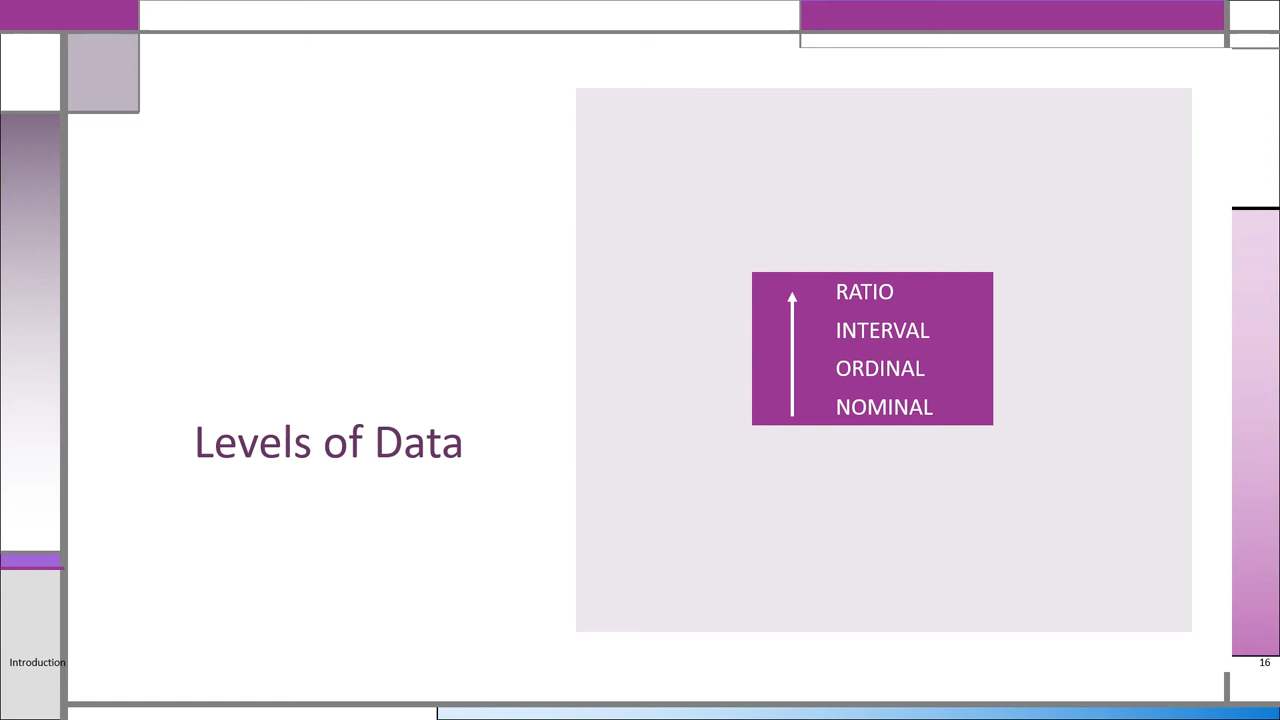 Levels of Data
RATIO
INTERVAL
ORDINAL
NOMINAL
Introduction
16